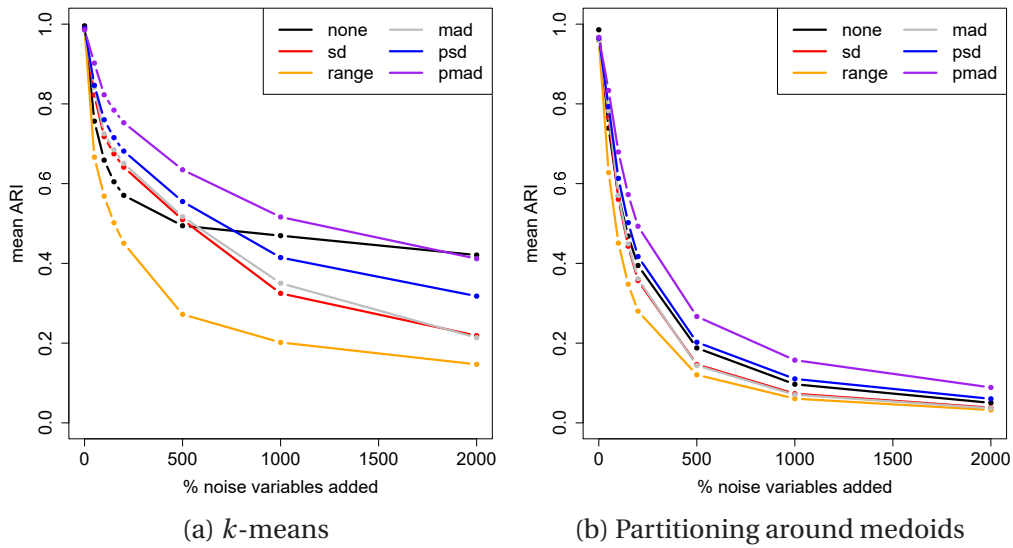 none
sd
range
mad
psd
pmad
mean ARI
1.0
0.8
0.6
0.4
0.2
0.0
0
500
1000
1500
2000
% noise variables added
(a) k-means
none
sd
range
mad
psd
pmad
mean ARI
1.0
0.8
0.6
0.4
0.2
0.0
0
500
1000
1500
2000
% noise variables added
(b) Partitioning around medoids